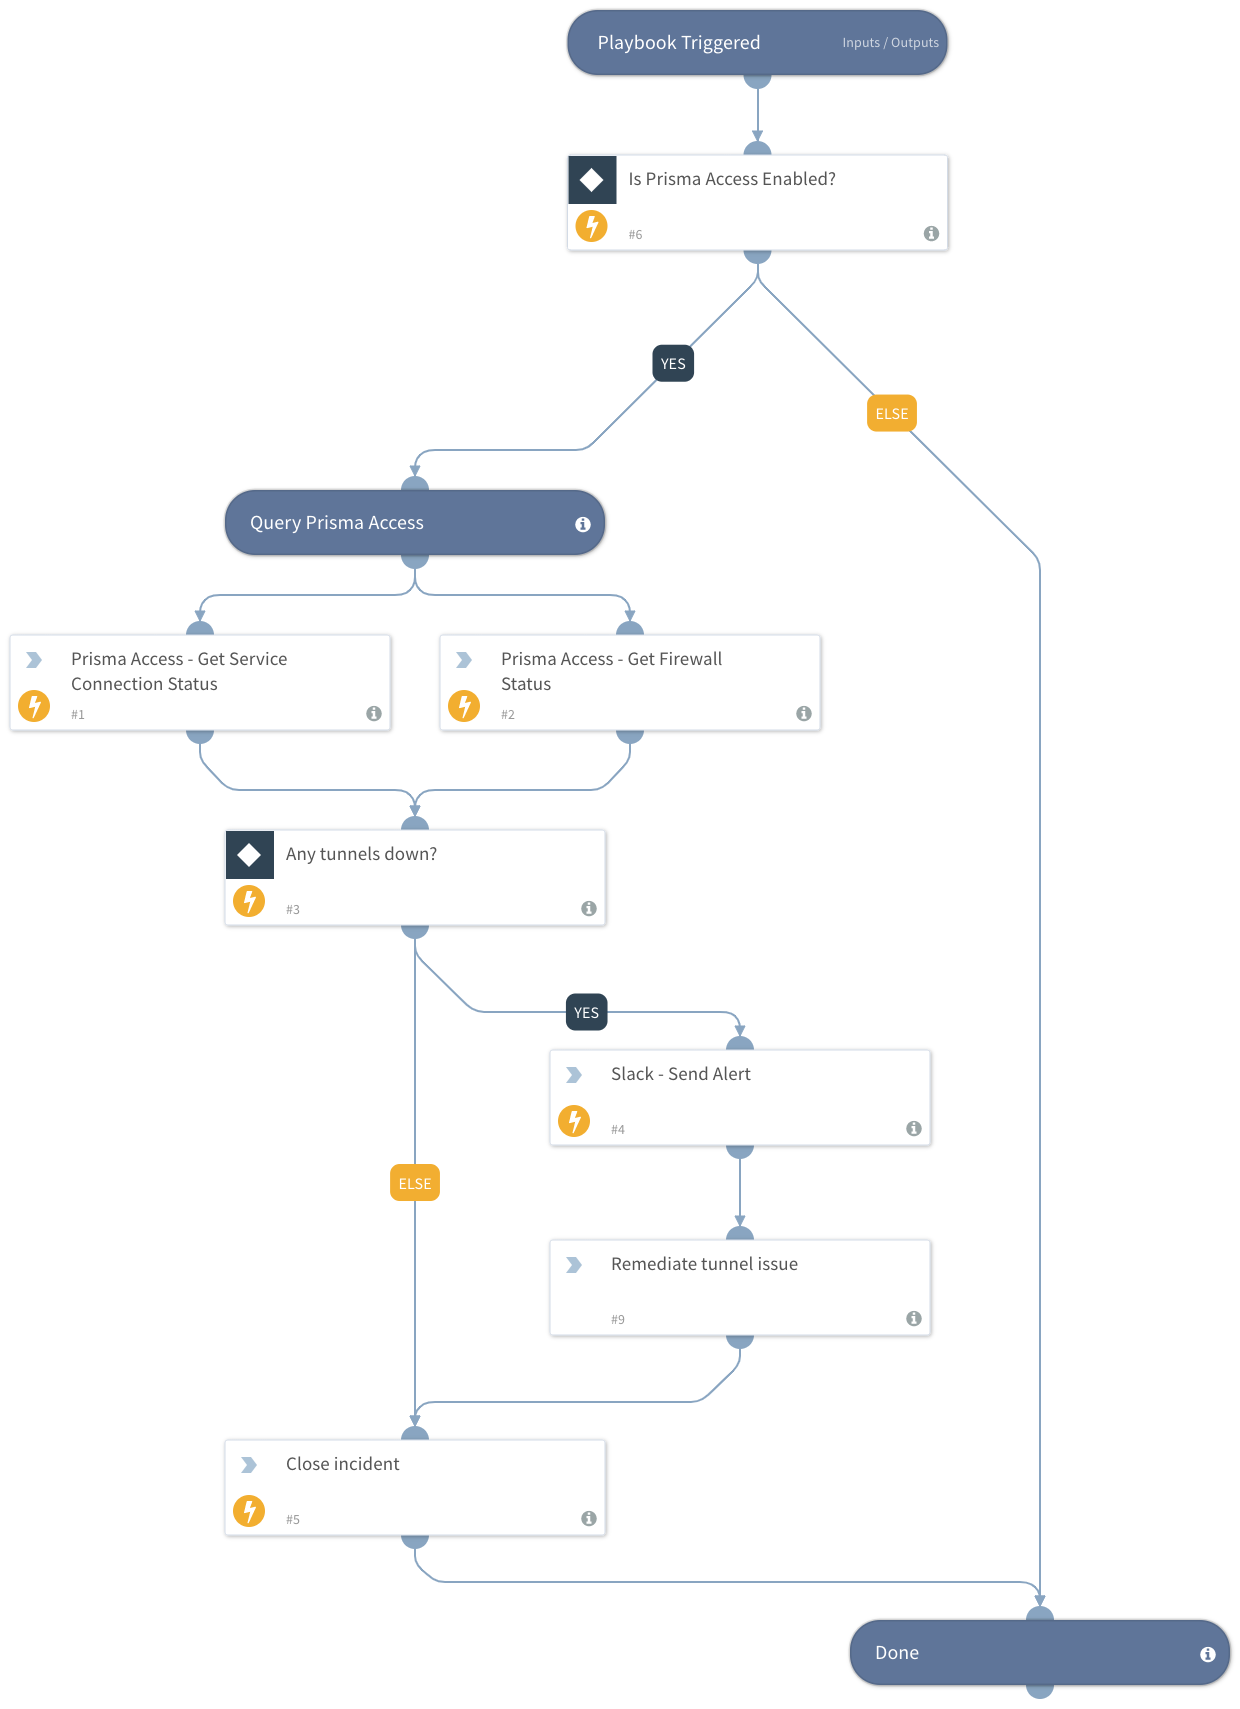 Playbook Triggered
Inputs / Outputs
Is Prisma Access Enabled?
#6
YES
ELSE
Query Prisma Access
Prisma Access - Get Service
Connection Status
#1
Prisma Access - Get Firewall
Status
#2
Any tunnels down?
#3
YES
Slack - Send Alert
#4
ELSE
Remediate tunnel issue
#9
Close incident
#5
Done